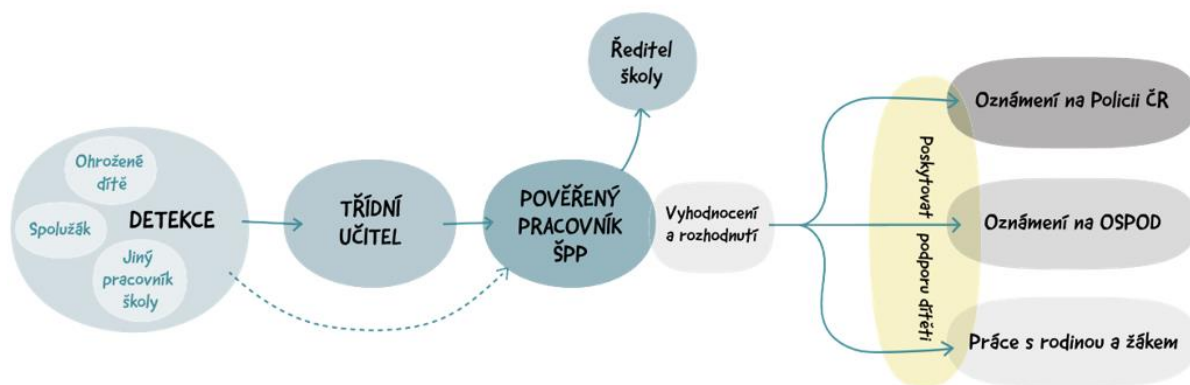 Ohrožené
dítě
Spolužák
DETEKCE
Jiný
pracovník
školy
TŘÍDNÍ
UČITEL
POVĚŘENÝ
PRACOVNÍK
ŠPP
Ředitel
školy
Vyhodnocení
a rozhodnutí
Poskytovat podporu dítěti
Oznámení na Policii ČR
Oznámení na OSPOD
Práce s rodinou a žákem